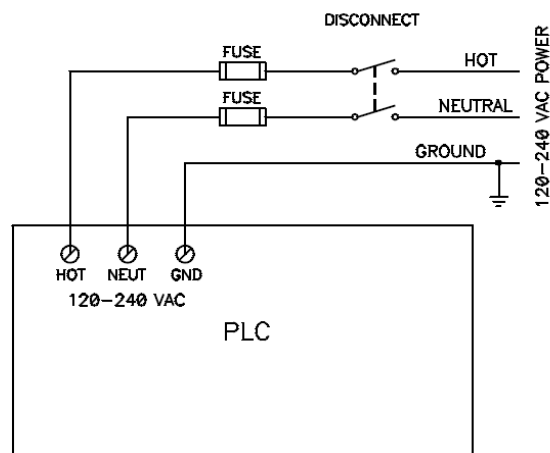 DISCONNECT
FUSE
HOT
FUSE
NEUTRAL
GROUND
120-240 VAC POWER
HOT NEUT GND
120-240 VAC
PLC